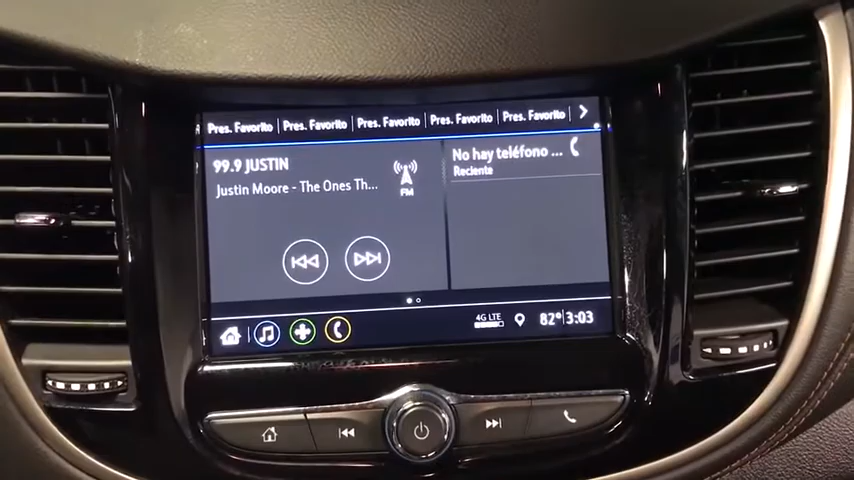 Pres. Favorito Pres. Favorito Pres. Favorito Pres. Favorito Pres. Favorito
99.9 JUSTIN
Justin Moore - The Ones Th...
FM
No hay teléfono ...
Reciente
4G LTE
82° 3:03